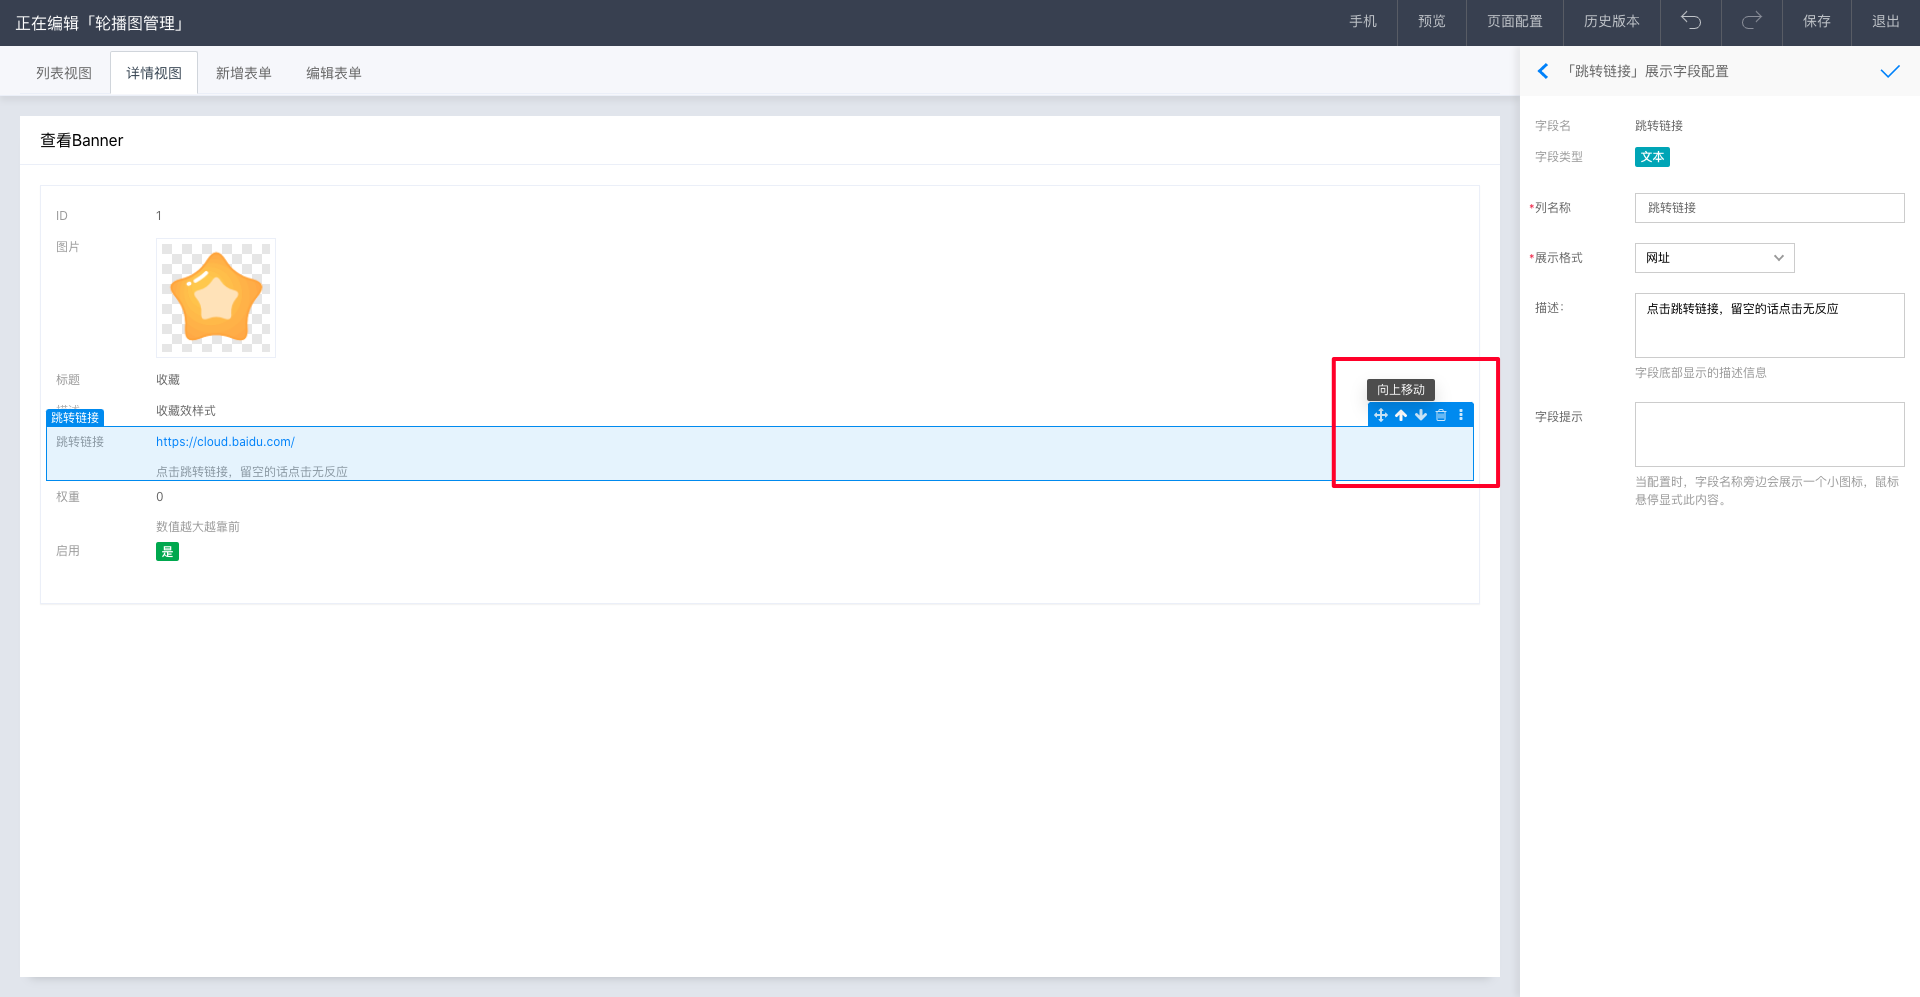 正在编辑「轮播图管理」
手机
预览
页面配置
历史版本
保存
退出
列表视图
详情视图
新增表单
编辑表单
「跳转链接」展示字段配置
查看Banner
ID
1
图片
标题
收藏
收藏效样式
跳转链接
跳转链接
https://cloud.baidu.com/
点击跳转链接，留空的话点击无反应
权重
0
数值越大越靠前
启用
是
向上移动
字段名
跳转链接
字段类型
文本
*列名称
跳转链接
*展示格式
网址
描述：
点击跳转链接，留空的话点击无反应
字段底部显示的描述信息
字段提示
当配置时，字段名称旁边会展示一个小图标，鼠标
悬停显式此内容。